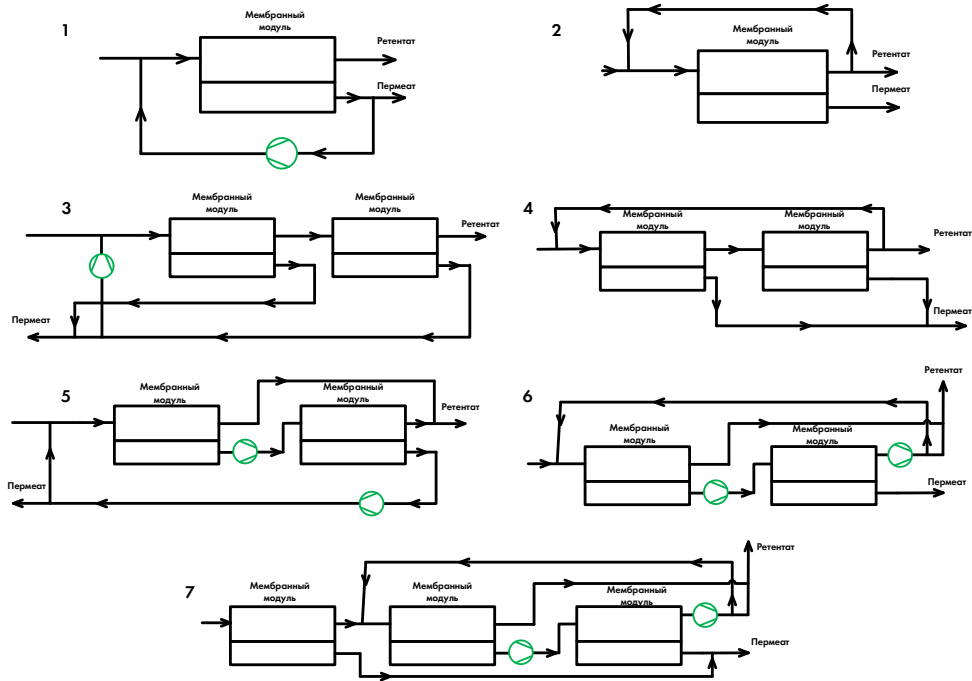 1
Мембранный
модуль
Ретентат
Пермеат
2
Мембранный
модуль
Ретентат
Пермеат
3
Мембранный
модуль
Мембранный
модуль
Ретентат
Пермеат
4
Мембранный
модуль
Мембранный
модуль
Ретентат
Пермеат
5
Мембранный
модуль
Мембранный
модуль
Ретентат
Пермеат
6
Мембранный
модуль
Мембранный
модуль
Ретентат
Пермеат
7
Мембранный
модуль
Мембранный
модуль
Мембранный
модуль
Ретентат
Пермеат